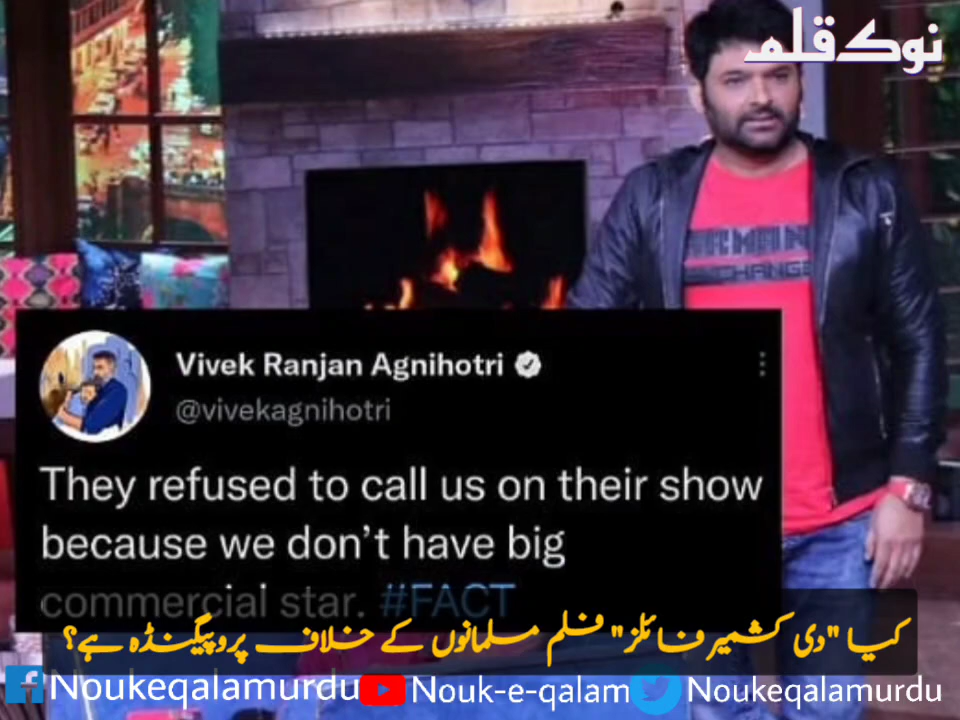 نوک قلم
Vivek Ranjan Agnihotri
@vivekagnihotri
They refused to call us on their show
because we don't have big
commercial star. #FACT
کیا "دی کشمیر فائلز" فلم مسلمانوں کے خلاف پروپیگنڈہ ہے؟
Noukeqalamurdu Nouk-e-qalam Noukeqalamurdu